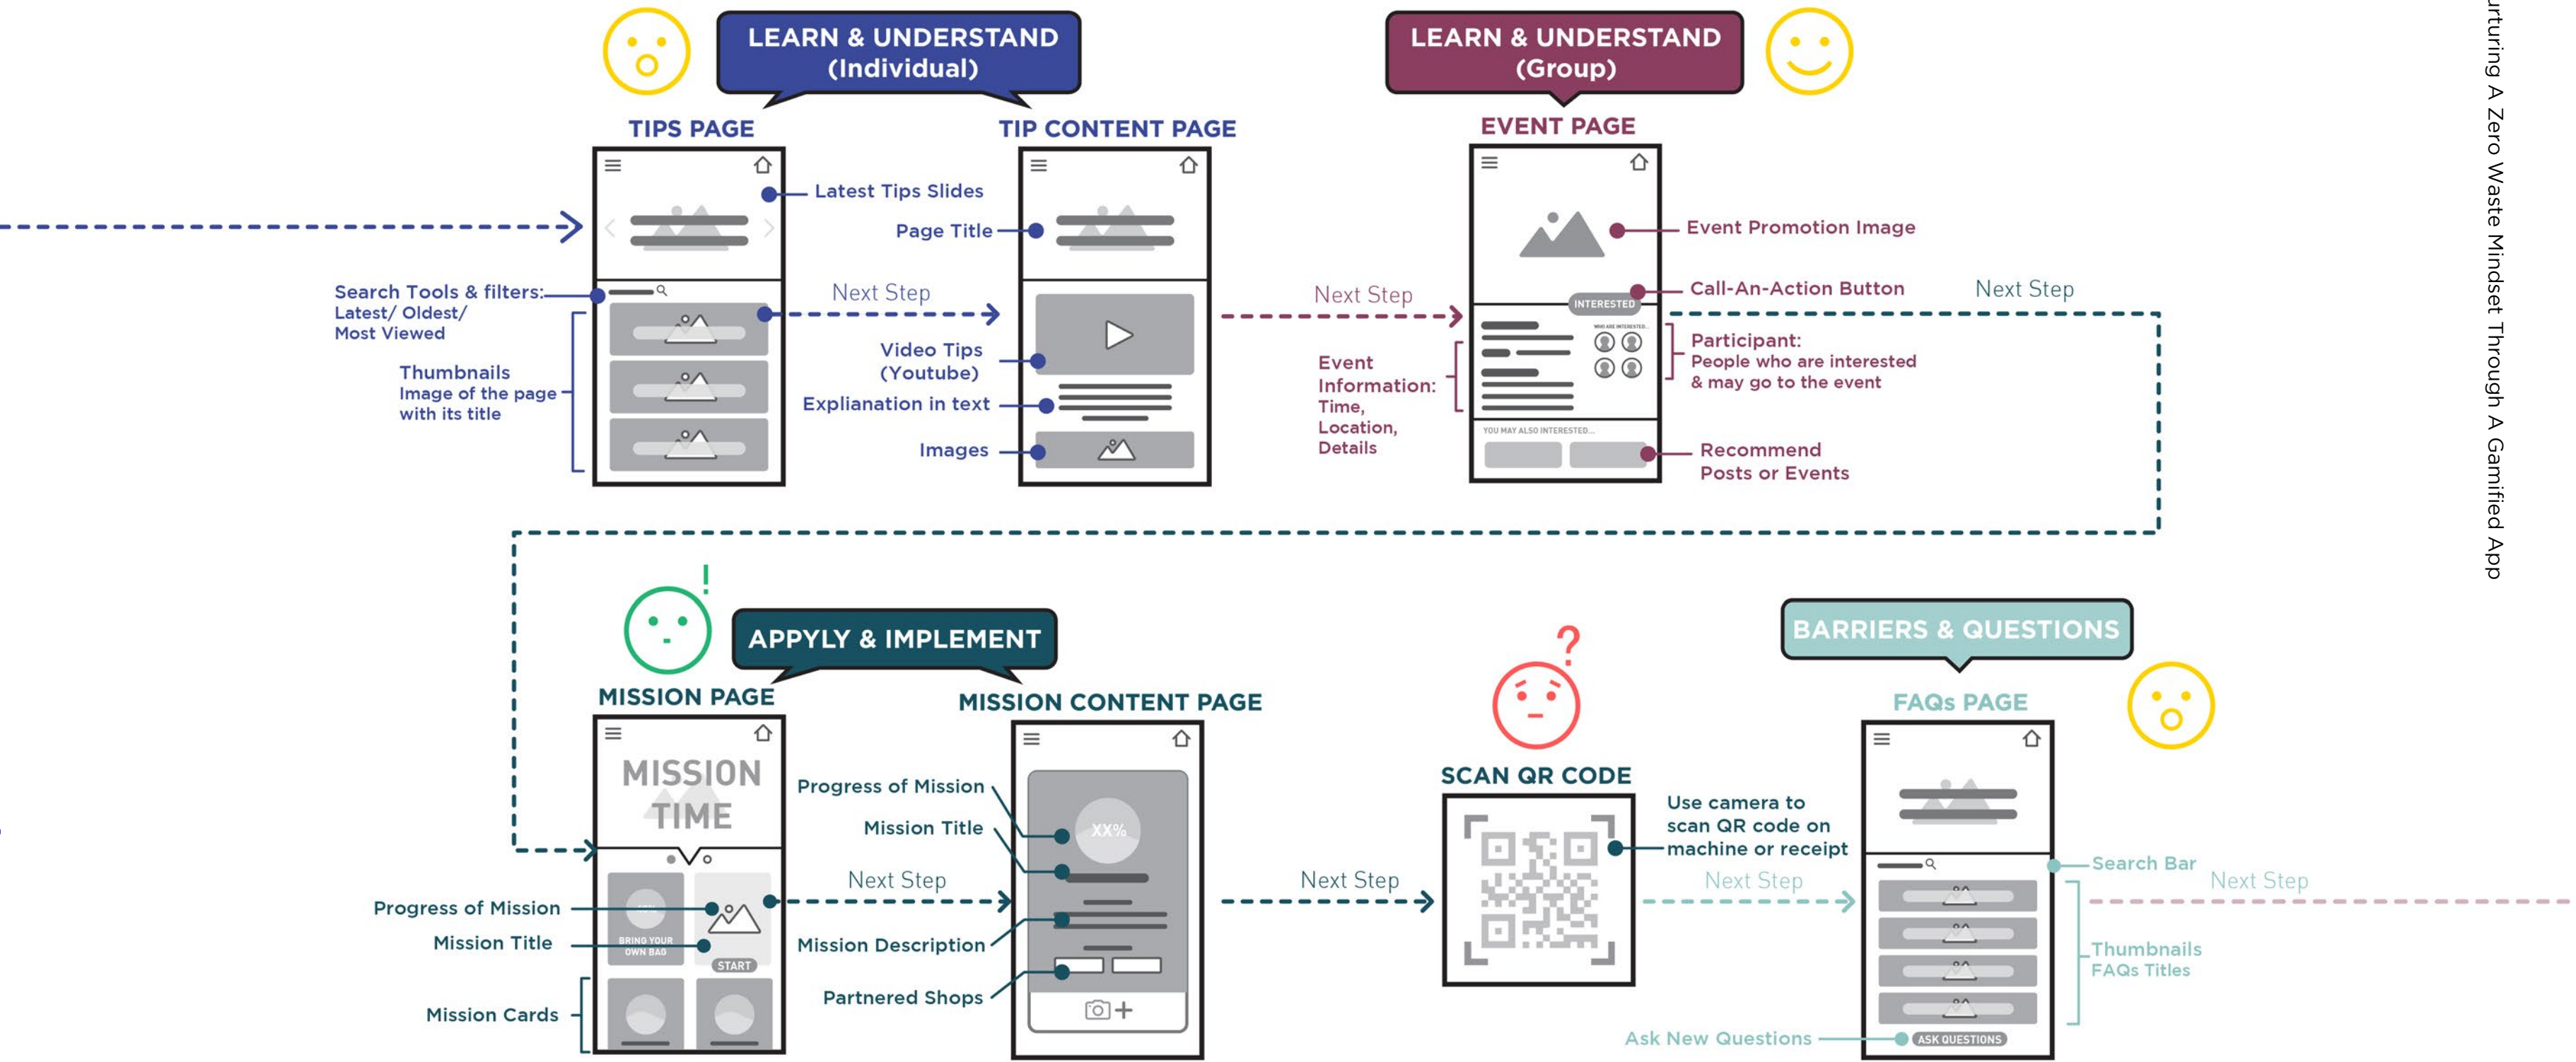 LEARN & UNDERSTAND
(Individual)
LEARN & UNDERSTAND
(Group)
TIPS PAGE
TIP CONTENT PAGE
EVENT PAGE
Latest Tips Slides
Page Title
Event Promotion Image
Search Tools & filters:
Latest/ Oldest/
Most Viewed
Next Step
Next Step
Call-An-Action Button
Next Step
INTERESTED
WHO ARE INTERESTED...
Thumbnails
Image of the page
with its title
Video Tips
(Youtube)
Explianation in text
Images
Event
Information:
Time,
Location,
Details
Participant:
People who are interested
& may go to the event
YOU MAY ALSO INTERESTED...
Recommend
Posts or Events
urturing A Zero Waste Mindset Through A Gamified App
APPYLY & IMPLEMENT
BARRIERS & QUESTIONS
!
?
MISSION PAGE
MISSION CONTENT PAGE
SCAN QR CODE
FAQs PAGE
MISSION
TIME
Progress of Mission
Mission Title
XX%
Use camera to
scan QR code on
machine or receipt
Search Bar
Next Step
Next Step
Next Step
Next Step
Progress of Mission
Mission Title
BRING YOUR
OWN BAG
START
Mission Description
Partnered Shops
Mission Cards
Thumbnails
FAQs Titles
Ask New Questions
ASK QUESTIONS